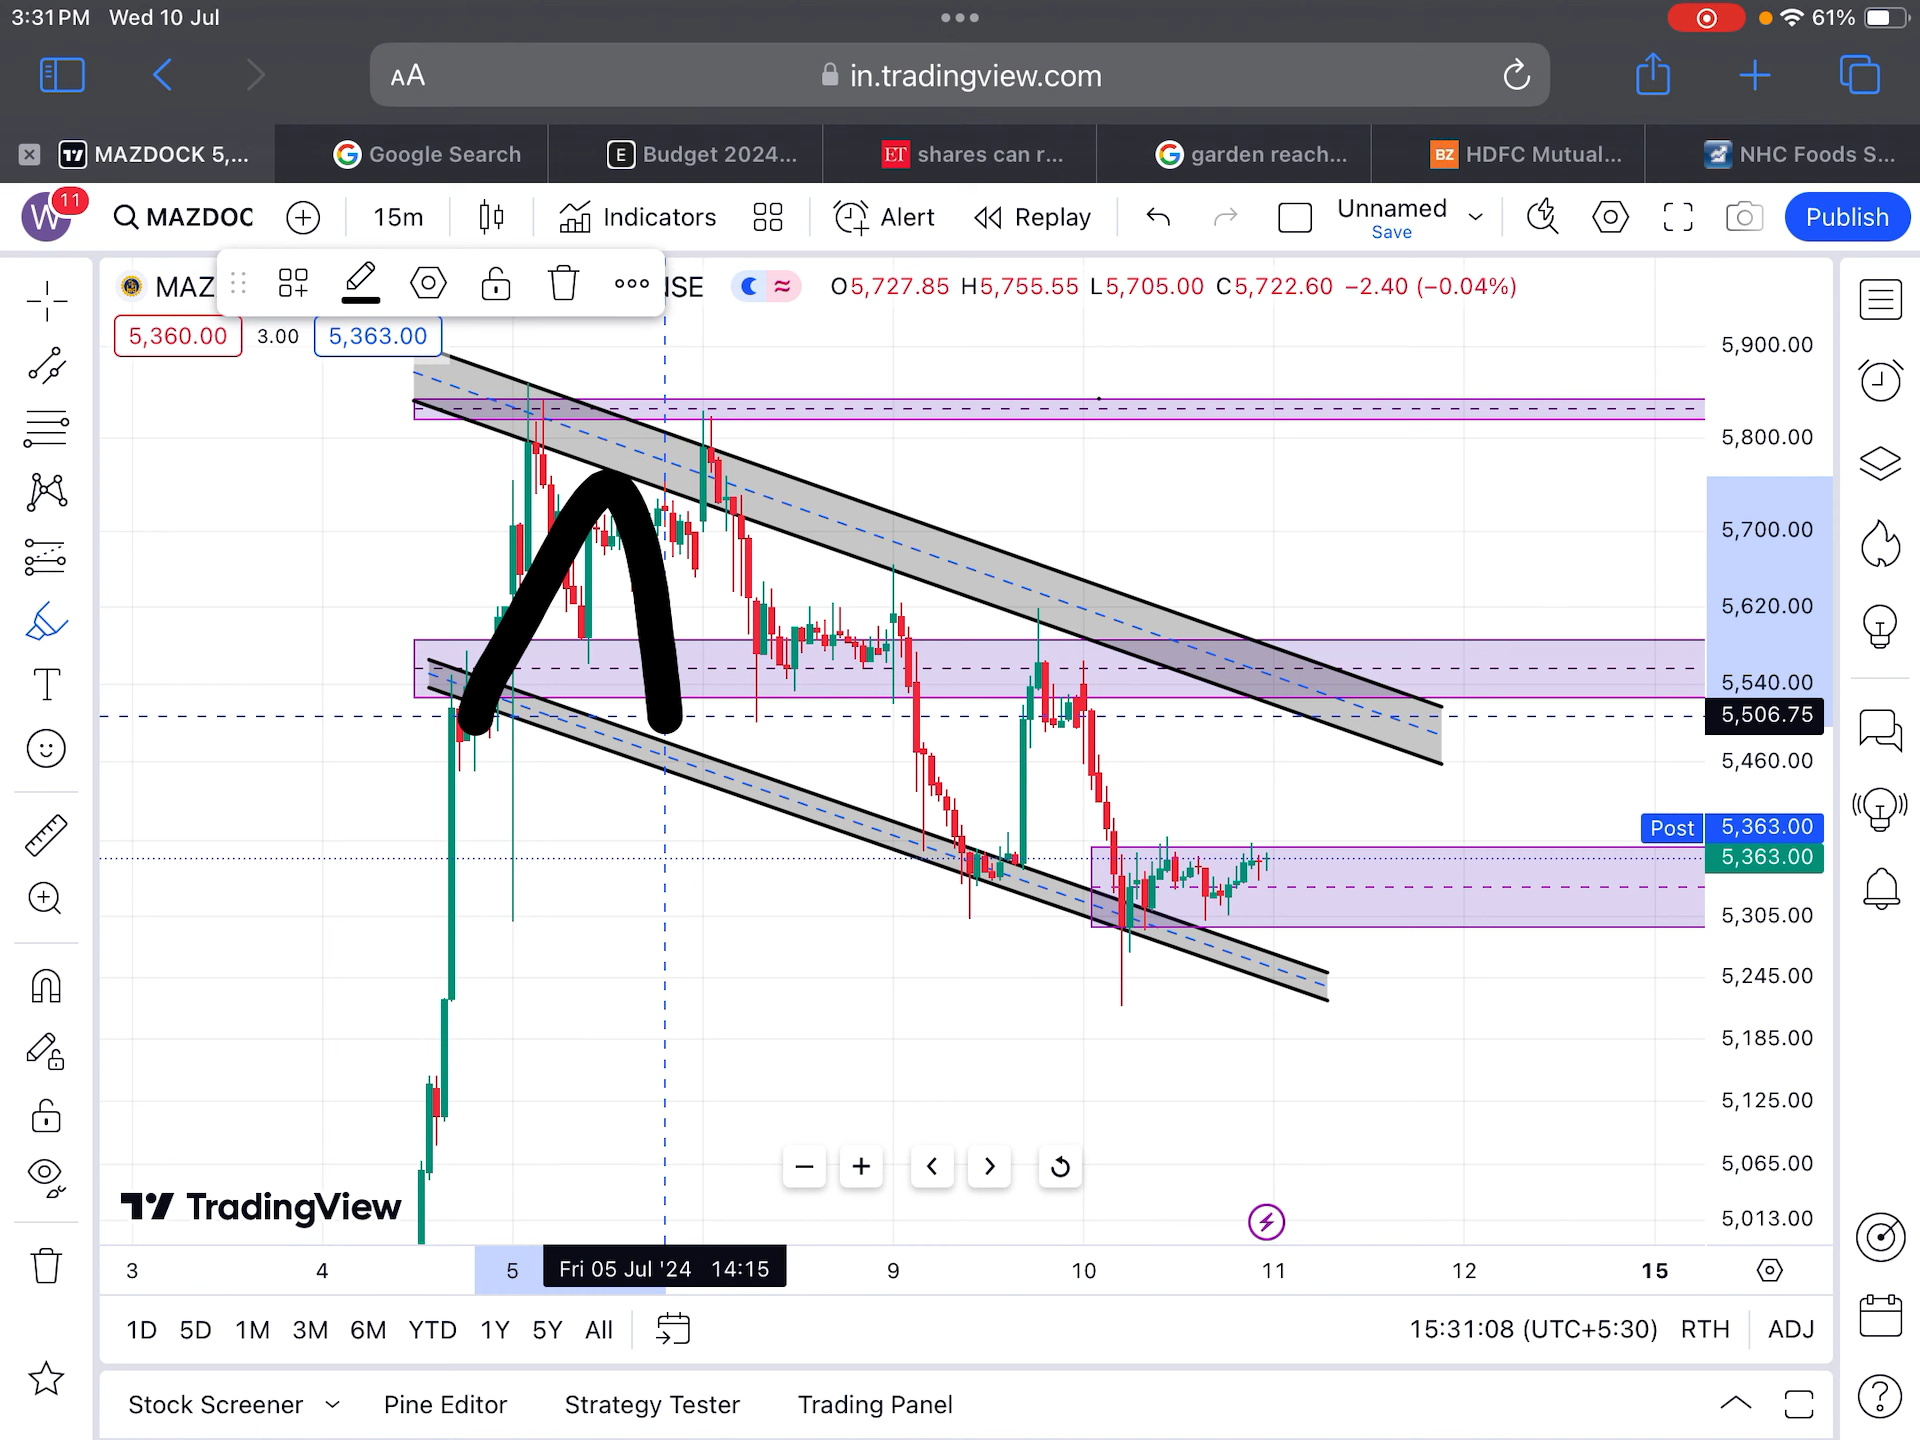 3:31 PM Wed 10 Jul
61%
AA
in.tradingview.com
MAZDOCK 5,...
Google Search
Budget 2024...
shares can r...
garden reach...
HDFC Mutual...
NHC Foods S...
W 11
MAZDOC
15m
Indicators
Alert
Replay
Unnamed
Save
Publish
MAZ
NSE
O5,727.85 H5,755.55 L5,705.00 C5,722.60 −2.40 (−0.04%)
5,360.00 3.00 5,363.00
5,900.00
5,800.00
5,700.00
5,620.00
5,540.00
5,506.75
5,460.00
Post 5,363.00
5,363.00
5,305.00
5,245.00
5,185.00
5,125.00
5,065.00
5,013.00
TradingView
3 4 5 Fri 05 Jul '24 14:15 9 10 11 12 15
1D 5D 1M 3M 6M YTD 1Y 5Y All
15:31:08 (UTC+5:30) RTH ADJ
Stock Screener Pine Editor Strategy Tester Trading Panel